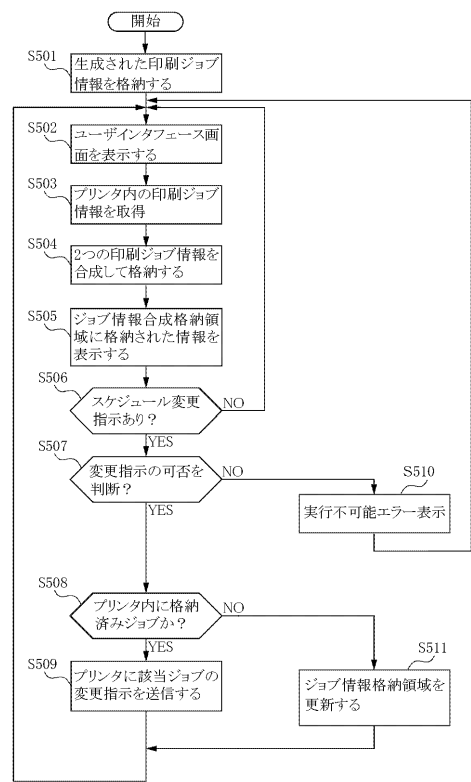 開始
S501
生成された印刷ジョブ
情報を格納する
S502
ユーザインタフェース画
面を表示する
S503
プリンタ内の印刷ジョブ
情報を取得
S504
2つの印刷ジョブ情報を
合成して格納する
S505
ジョブ情報合成格納領
域に格納された情報を
表示する
S506
スケジュール変更
指示あり?
NO
YES
S507
変更指示の可否を
判断?
NO
YES
S510
実行不可能エラー表示
S508
プリンタ内に格納
済みジョブか?
NO
YES
S509
プリンタに該当ジョブの
変更指示を送信する
S511
ジョブ情報格納領域を
更新する